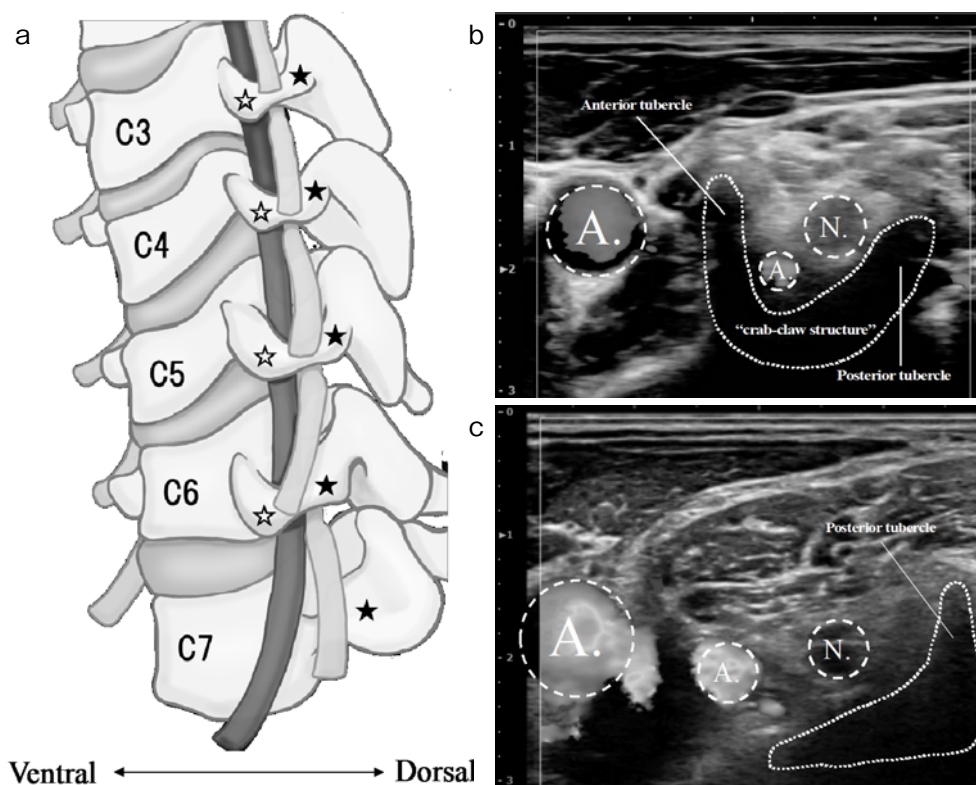 a
C3
C4
C5
C6
C7
Ventral
Dorsal
b
0
1
2
3
Anterior tubercle
A.
A.
N.
“crab-claw structure”
Posterior tubercle
c
0
1
2
3
Posterior tubercle
A.
A.
N.